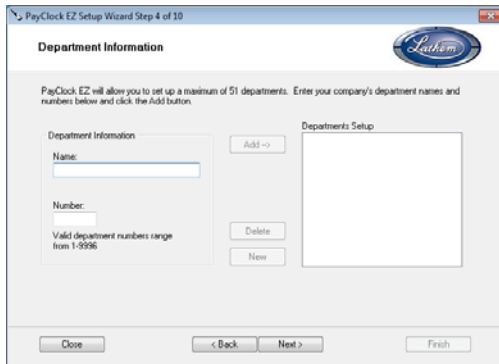 PayClock EZ Setup Wizard Step 4 of 10
Department Information
Lathem
PayClock EZ will allow you to set up a maximum of 51 departments. Enter your company's department names and
numbers below and click the Add button.
Department Information
Name:
Number:
Valid department numbers range
from 1-9996
Add ->
Delete
New
Departments Setup
Close
< Back
Next >
Finish